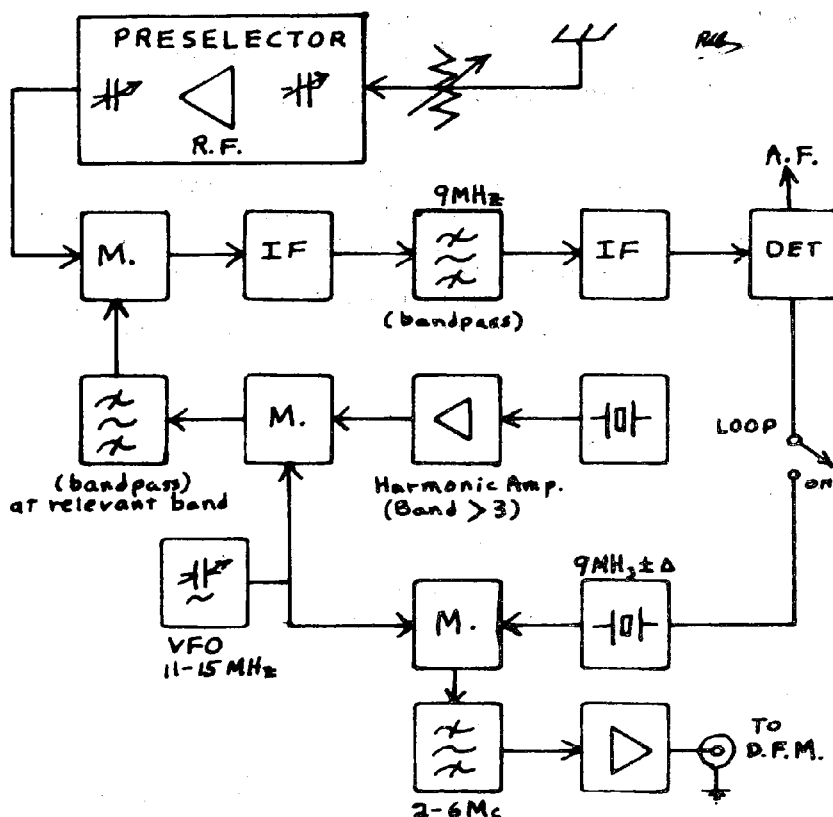 PRESELECTOR
R.F.
A.F.
9MHz
M.
IF
IF
DET
(bandpass)
M.
LOOP
ON
(bandpass)
at relevant band
Harmonic Amp.
(Band >3)
9MHz ± Δ
M.
VFO
11-15 MHz
TO
D.F.M.
2-6Mc